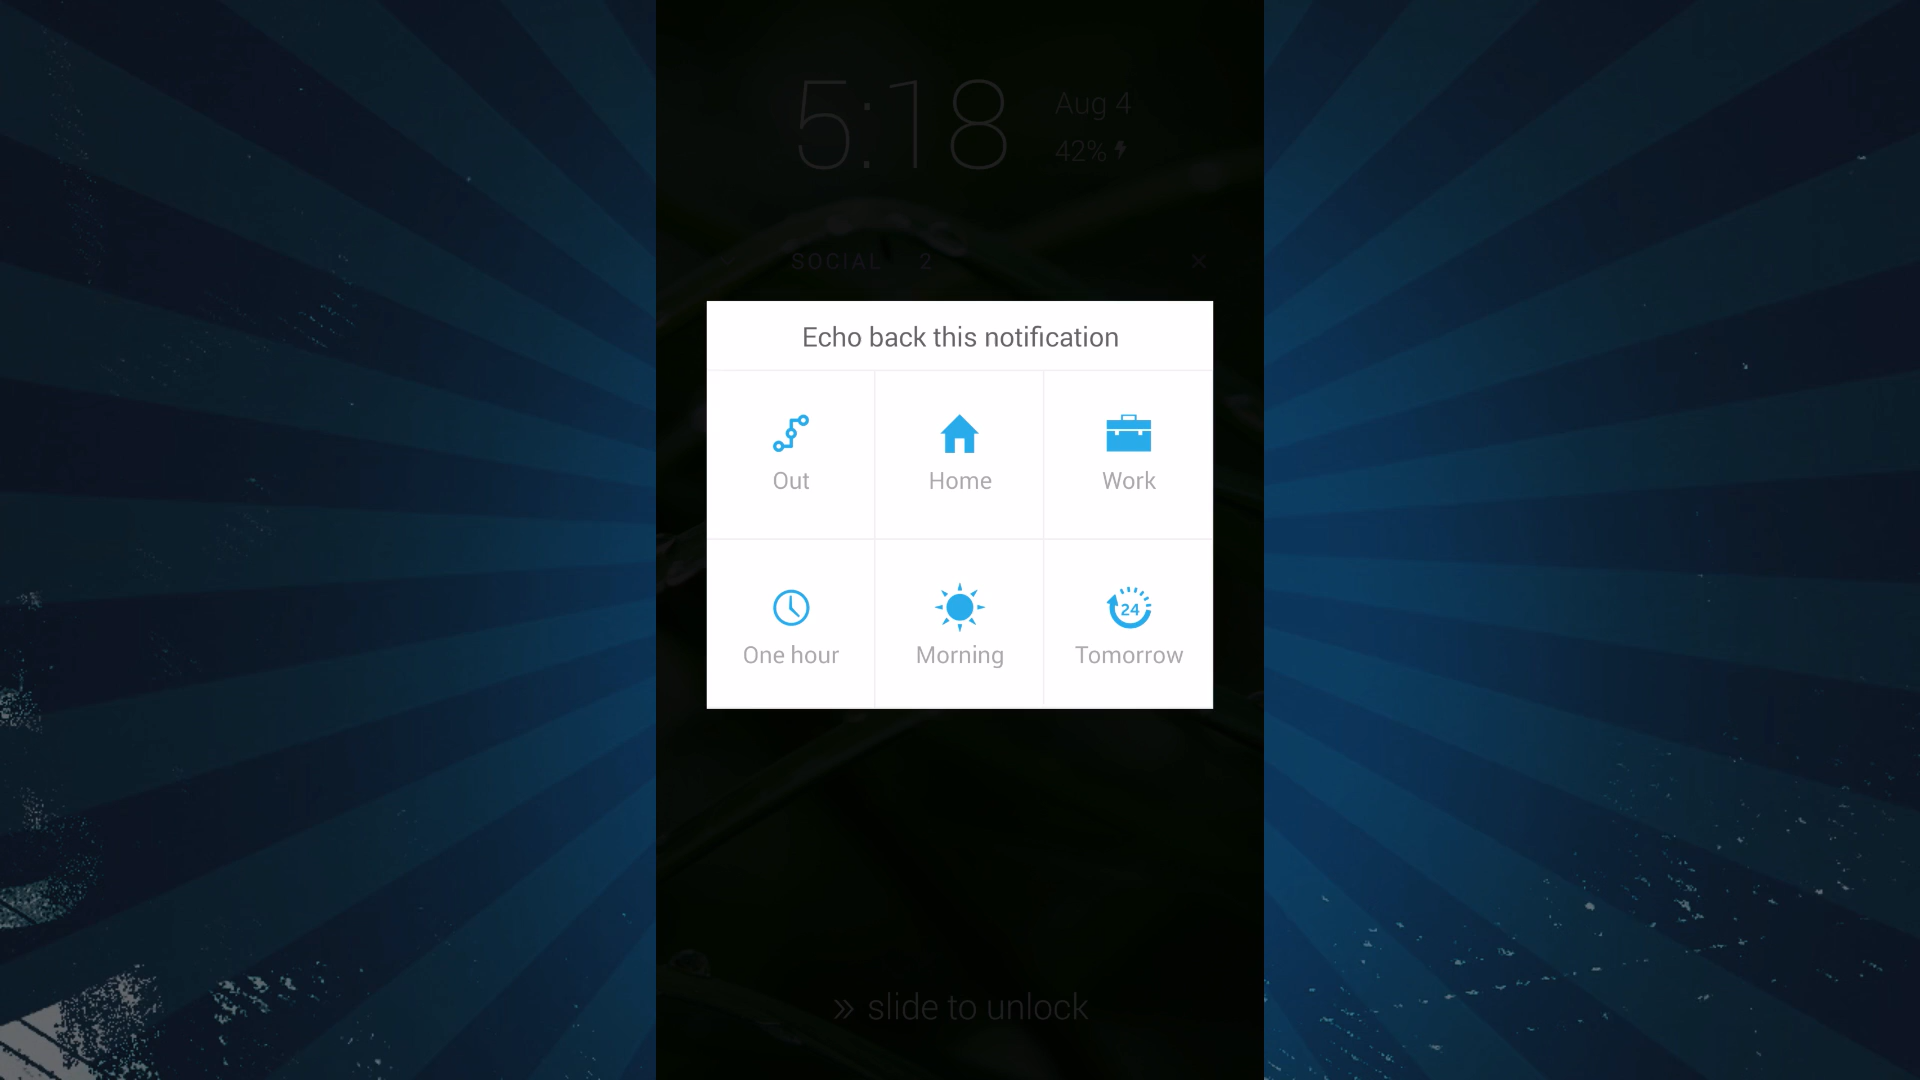 5:18
Aug 4
42%
SOCIAL 2
Echo back this notification
Out
Home
Work
One hour
Morning
24
Tomorrow
» slide to unlock